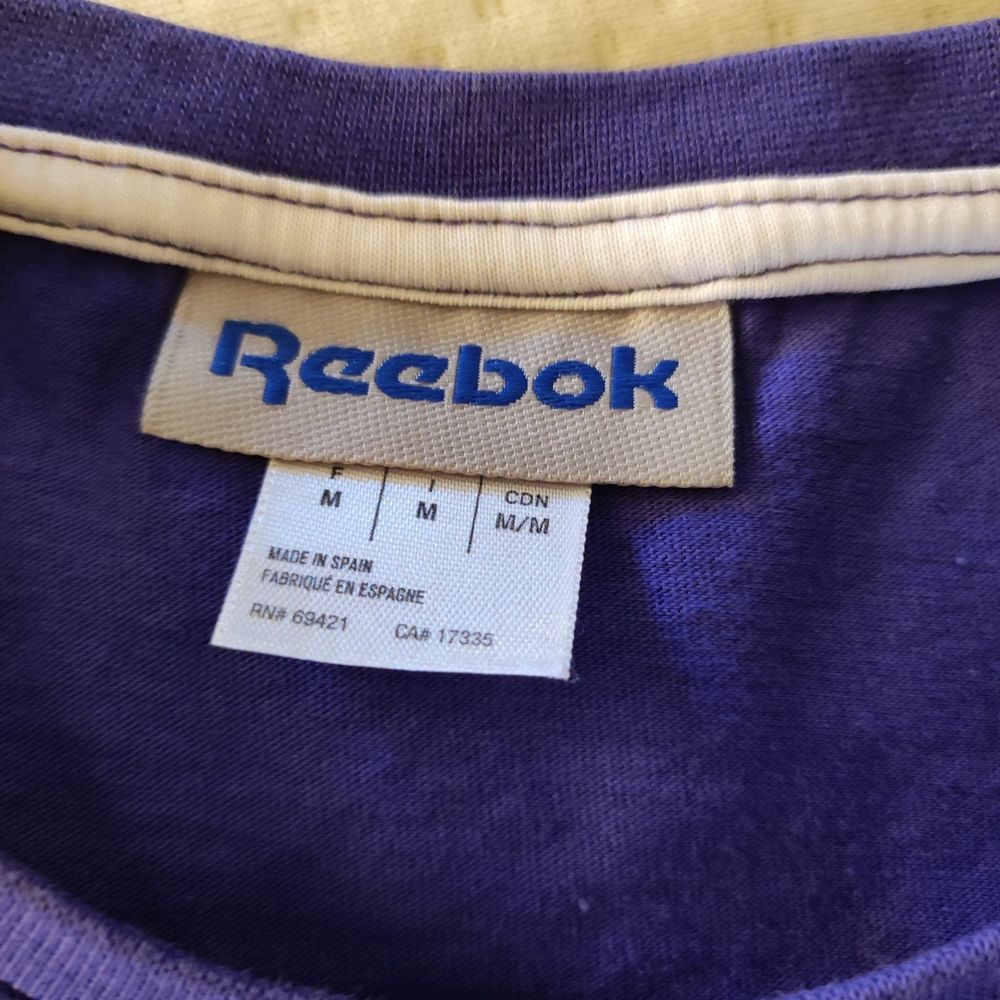 Reebok
F I CDN
M M M/M
MADE IN SPAIN
FABRIQUÉ EN ESPAGNE
RN# 69421 CA# 17335